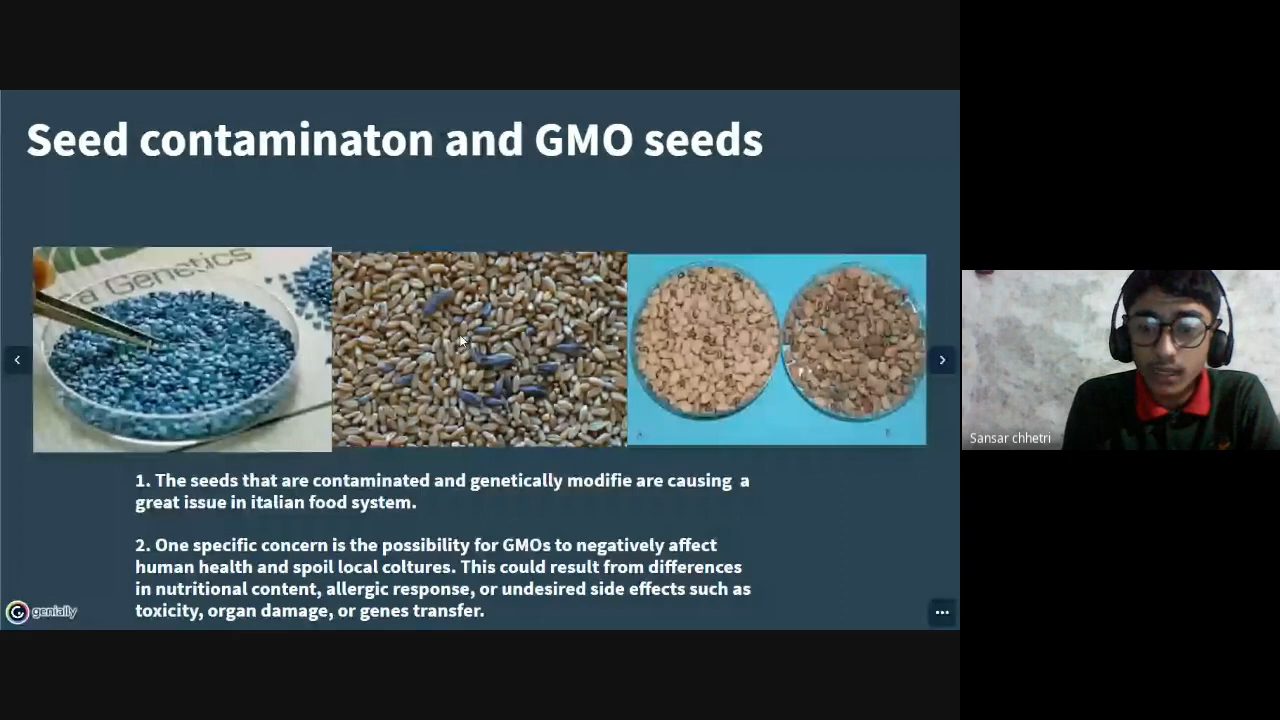 Seed contaminaton and GMO seeds
a Genetics
1. The seeds that are contaminated and genetically modifie are causing a
great issue in italian food system.
2. One specific concern is the possibility for GMOs to negatively affect
human health and spoil local coltures. This could result from differences
in nutritional content, allergic response, or undesired side effects such as
toxicity, organ damage, or genes transfer.
genially
Sansar chhetri